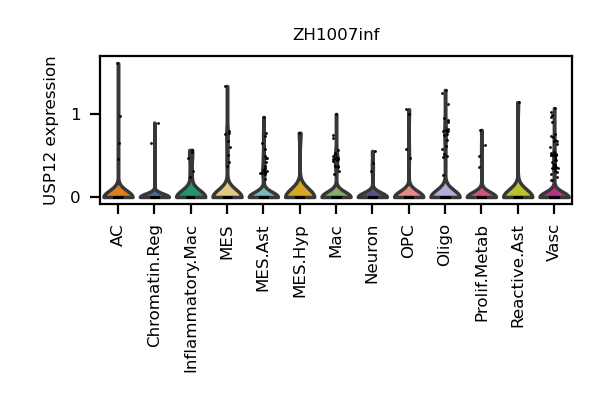 ZH1007inf
USP12 expression
1
0
AC
Chromatin.Reg
Inflammatory.Mac
MES
MES.Ast
MES.Hyp
Mac
Neuron
OPC
Oligo
Prolif.Metab
Reactive.Ast
Vasc